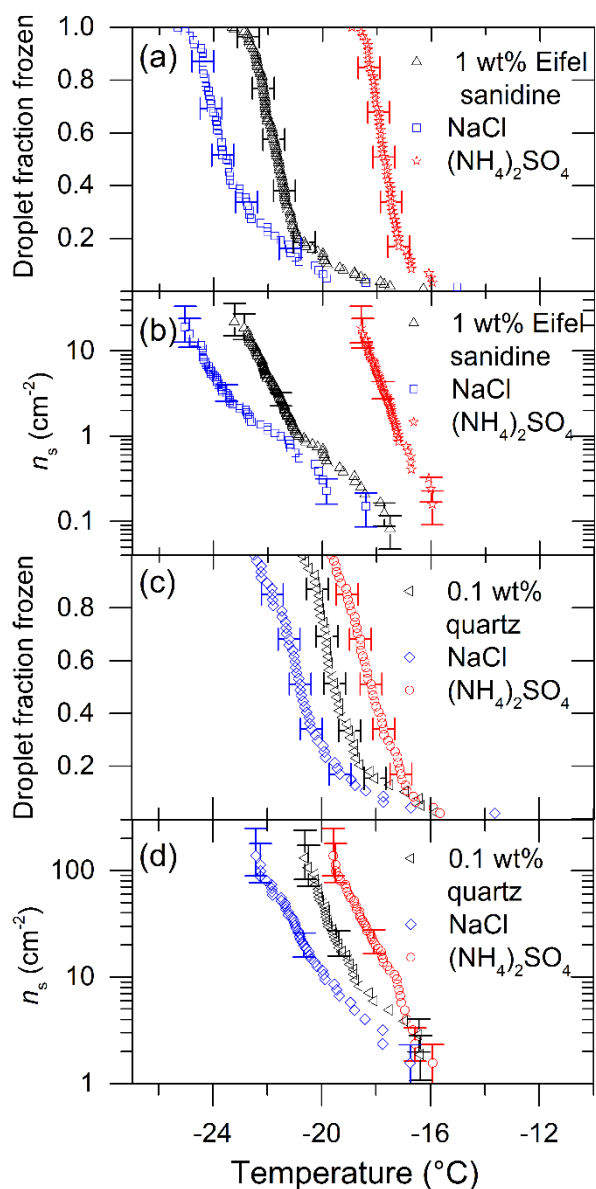 1.0
0.8
0.6
0.4
0.2
Droplet fraction frozen
(a)
1 wt% Eifel
sanidine
NaCl
(NH₄)₂SO₄
10
1
0.1
nₛ (cm⁻²)
(b)
1 wt% Eifel
sanidine
NaCl
(NH₄)₂SO₄
0.8
0.6
0.4
0.2
Droplet fraction frozen
(c)
0.1 wt%
quartz
NaCl
(NH₄)₂SO₄
100
10
1
nₛ (cm⁻²)
(d)
0.1 wt%
quartz
NaCl
(NH₄)₂SO₄
-24 -20 -16 -12
Temperature (°C)